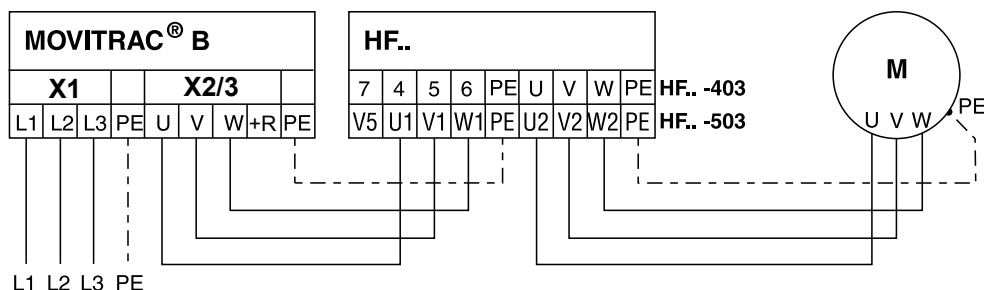 MOVITRAC® B
X1 X2/3
L1 L2 L3 PE U V W +R PE
HF..
7 4 5 6 PE U V W PE HF.. -403
V5 U1 V1 W1 PE U2 V2 W2 PE HF.. -503
M
U V W PE
L1 L2 L3 PE